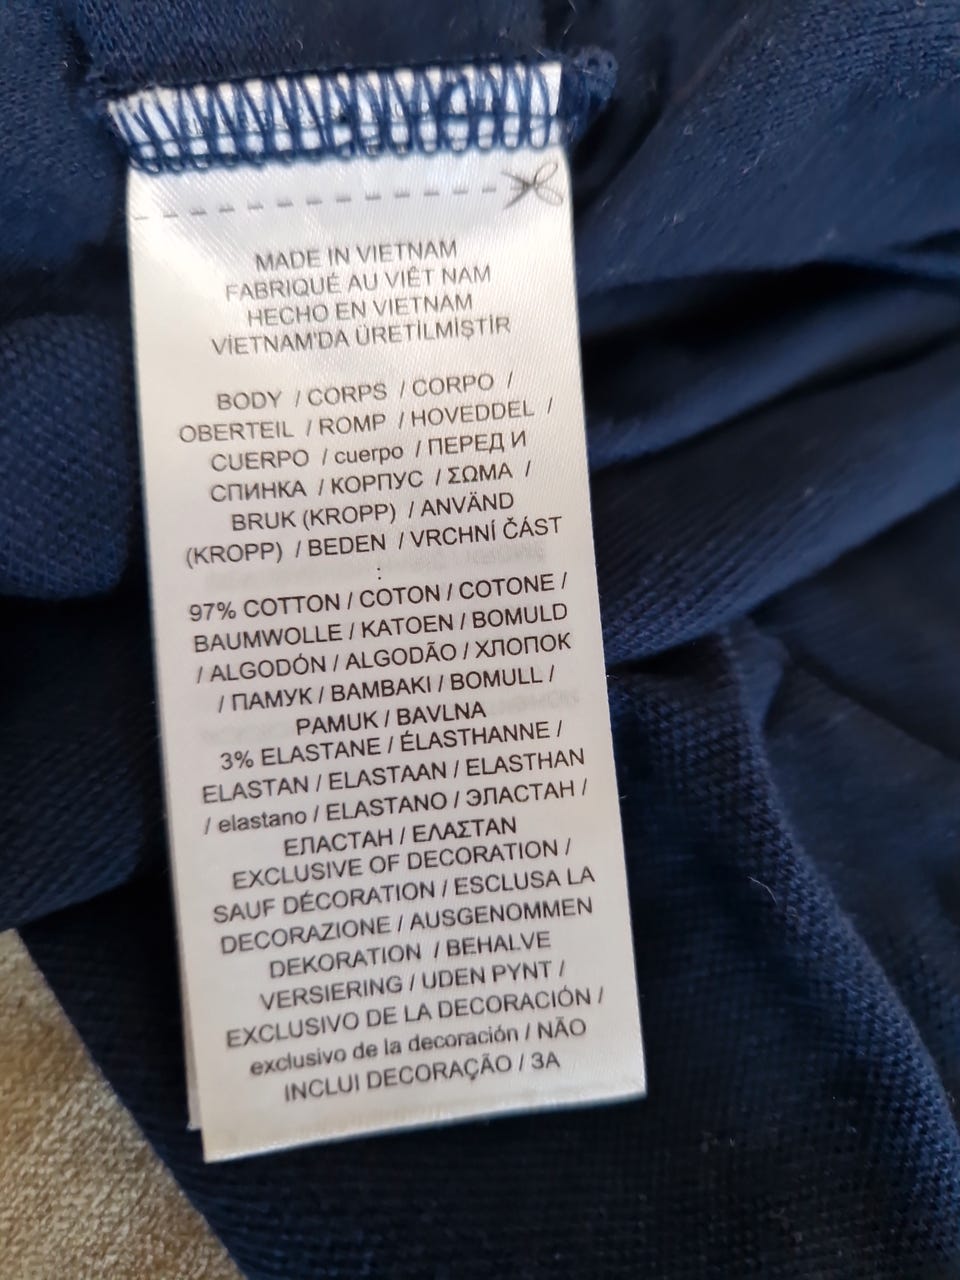 MADE IN VIETNAM
FABRIQUÉ AU VIÊT NAM
HECHO EN VIETNAM
VİETNAM'DA ÜRETİLMİŞTİR
BODY / CORPS / CORPO /
OBERTEIL / ROMP / HOVEDDEL /
CUERPO / cuerpo / ПЕРЕД И
СПИНКА / КОРПУС / ΣΩΜΑ /
BRUK (KROPP) / ANVÄND
(KROPP) / BEDEN / VRCHNÍ ČÁST
:
97% COTTON / COTON / COTONE /
BAUMWOLLE / KATOEN / BOMULD
/ ALGODÓN / ALGODÃO / ХЛОПОК
/ ПАМУК / ΒΑΜΒΑΚΙ / BOMULL /
PAMUK / BAVLNA
3% ELASTANE / ÉLASTHANNE /
ELASTAN / ELASTAAN / ELASTHAN
/ elastano / ELASTANO / ЭЛАСТАН /
ЕЛАСТАН / ΕΛΑΣΤΑΝ
EXCLUSIVE OF DECORATION /
SAUF DÉCORATION / ESCLUSA LA
DECORAZIONE / AUSGENOMMEN
DEKORATION / BEHALVE
VERSIERING / UDEN PYNT /
EXCLUSIVO DE LA DECORACIÓN /
exclusivo de la decoración / NÃO
INCLUI DECORAÇÃO / ЗА